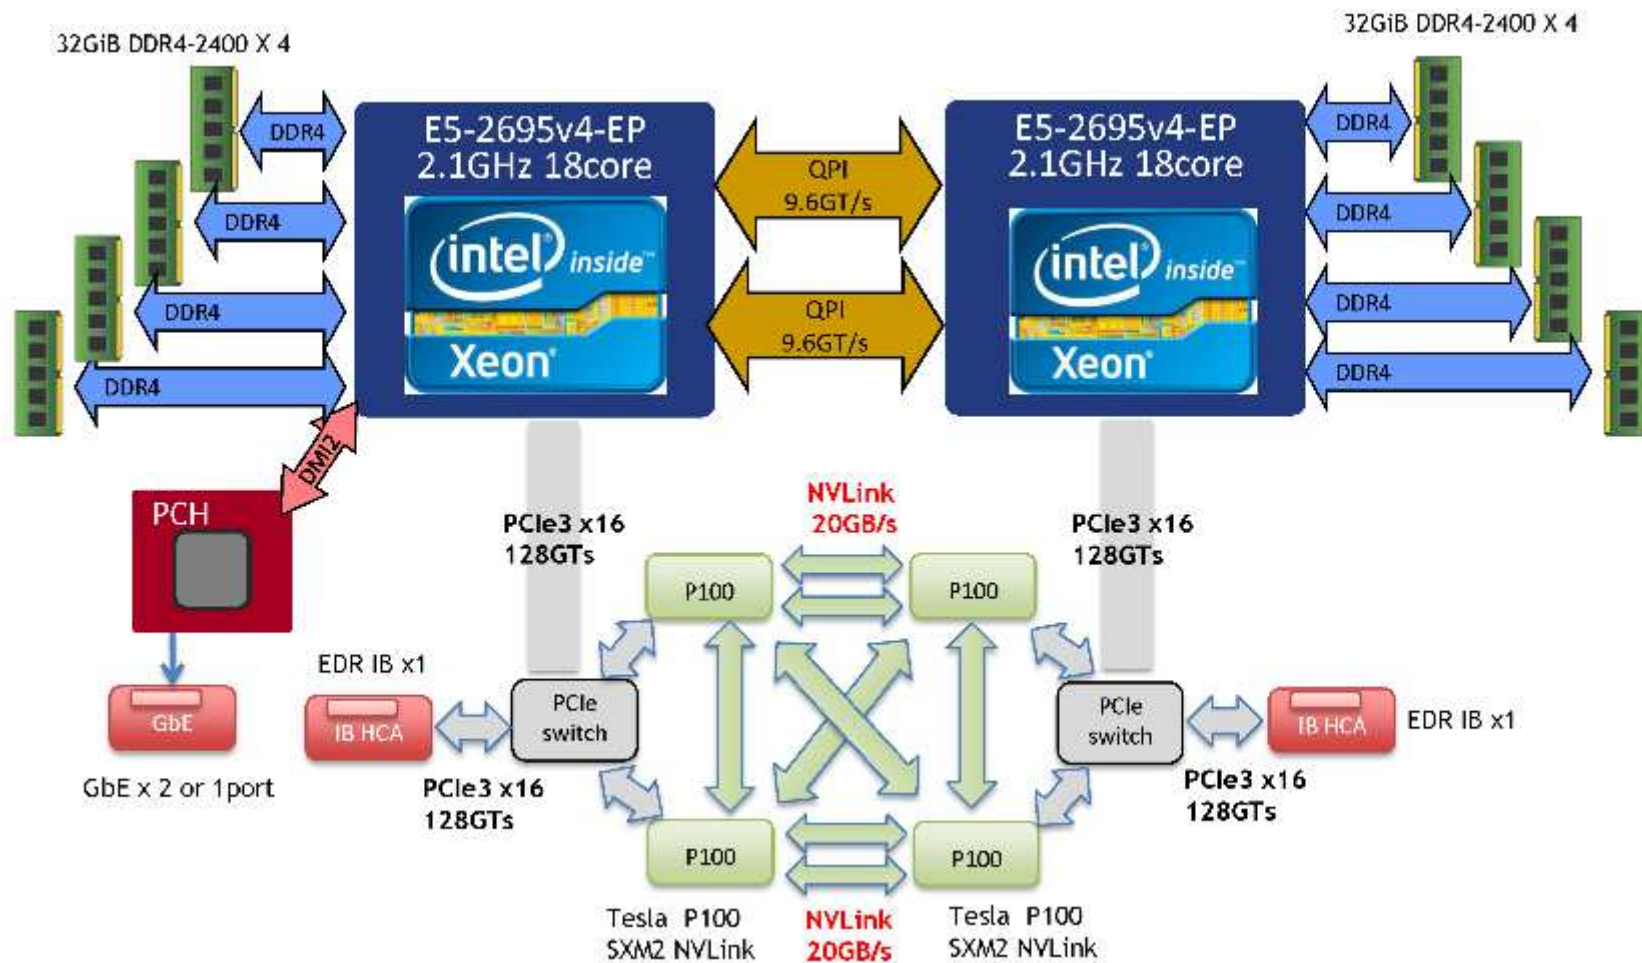 32GiB DDR4-2400 X 4
32GiB DDR4-2400 X 4
E5-2695v4-EP
2.1GHz 18core
E5-2695v4-EP
2.1GHz 18core
DDR4
DDR4
DDR4
DDR4
QPI
9.6GT/s
QPI
9.6GT/s
DDR4
DDR4
DDR4
DDR4
intel® inside™
Xeon®
intel® inside™
Xeon®
DMI2
PCH
NVLink
20GB/s
PCIe3 x16
128GTs
PCIe3 x16
128GTs
P100
P100
EDR IB x1
GbE
IB HCA
PCIe
switch
PCIe
switch
IB HCA
EDR IB x1
GbE x 2 or 1port
PCIe3 x16
128GTs
PCIe3 x16
128GTs
P100
P100
Tesla P100
SXM2 NVLink
NVLink
20GB/s
Tesla P100
SXM2 NVLink